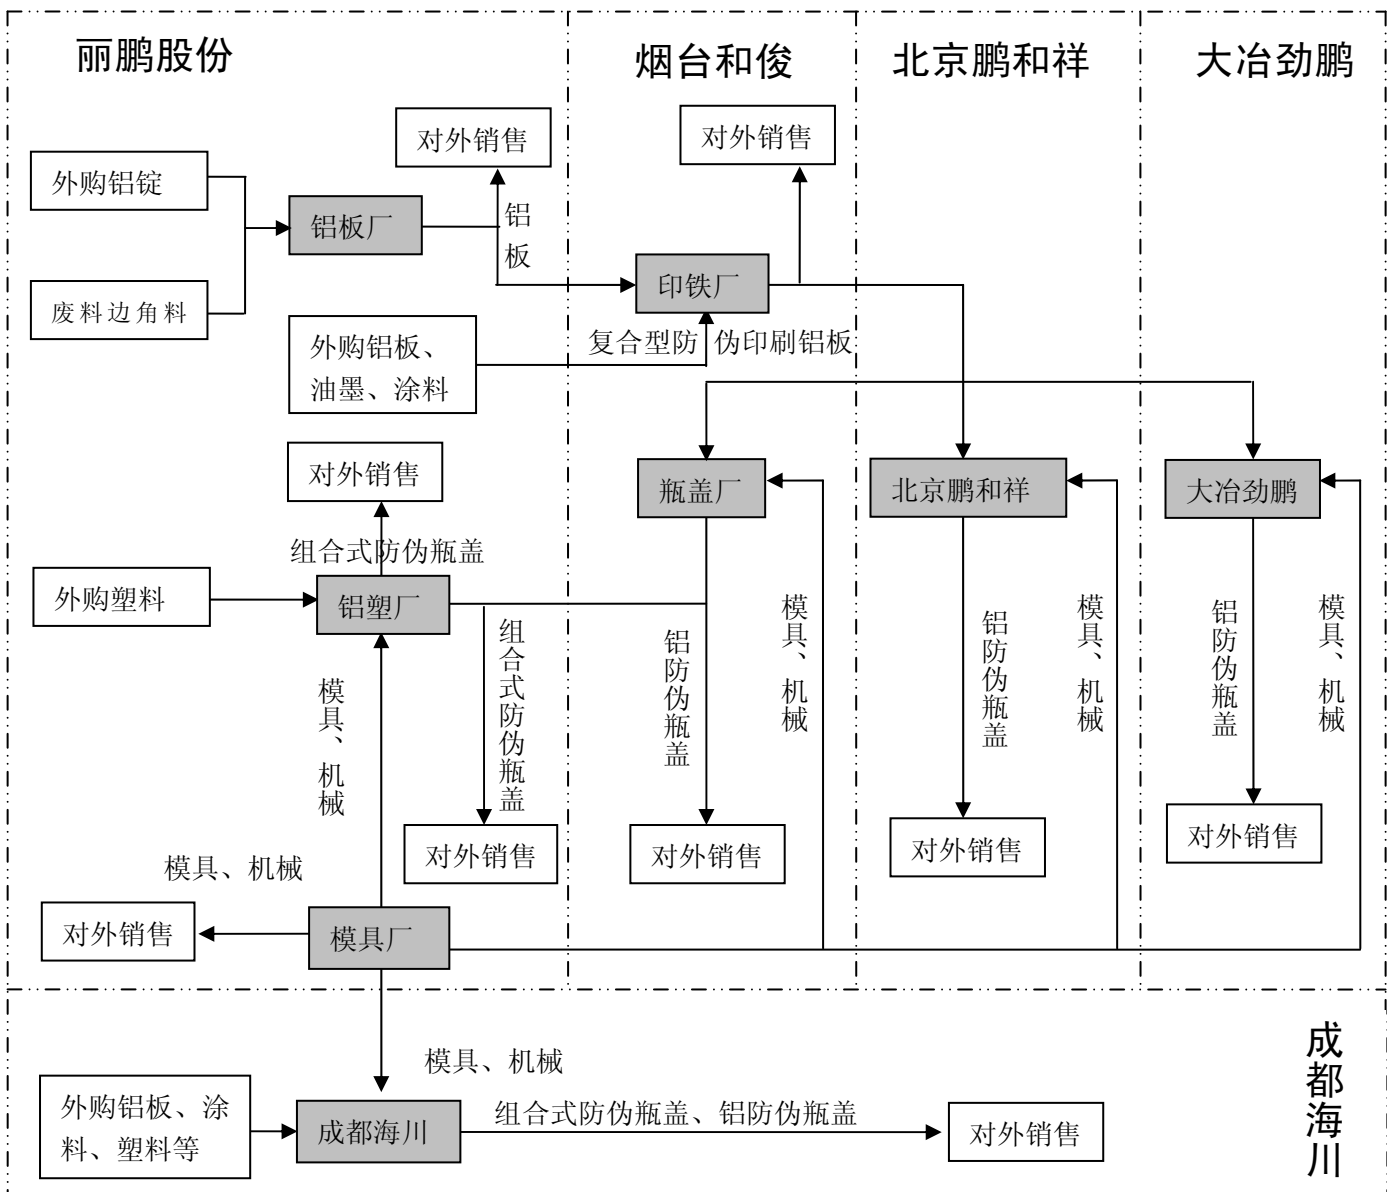 丽鹏股份
烟台和俊
北京鹏和祥
大冶劲鹏
对外销售
对外销售
外购铝锭
铝板厂
铝板
印铁厂
废料边角料
外购铝板、
油墨、涂料
复合型防伪印刷铝板
对外销售
瓶盖厂
北京鹏和祥
大冶劲鹏
组合式防伪瓶盖
外购塑料
铝塑厂
模具、机械
组合式防伪瓶盖
铝防伪瓶盖
模具、机械
铝防伪瓶盖
模具、机械
铝防伪瓶盖
模具、机械
对外销售
对外销售
对外销售
对外销售
模具、机械
对外销售
模具厂
成都海川
模具、机械
外购铝板、涂
料、塑料等
成都海川
组合式防伪瓶盖、铝防伪瓶盖
对外销售